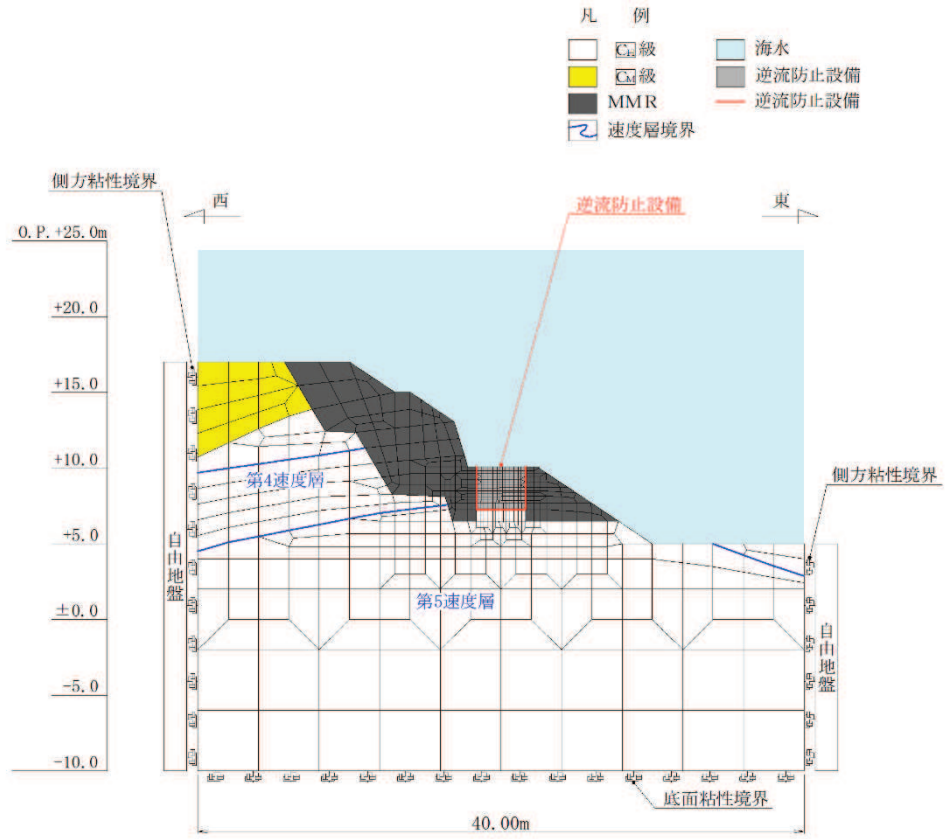 凡 例
CH級
CM級
MMR
速度層境界
海水
逆流防止設備
逆流防止設備
側方粘性境界
西
逆流防止設備
東
O.P.+25.0m
+20.0
+15.0
+10.0
+5.0
±0.0
-5.0
-10.0
第4速度層
側方粘性境界
自由地盤
第5速度層
自由地盤
底面粘性境界
40.00m